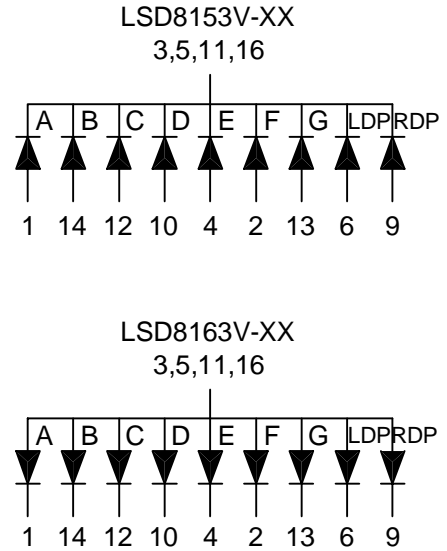 LSD8153V-XX
3,5,11,16
A B C D E F G LDP RDP
1 14 12 10 4 2 13 6 9
LSD8163V-XX
3,5,11,16
A B C D E F G LDP RDP
1 14 12 10 4 2 13 6 9